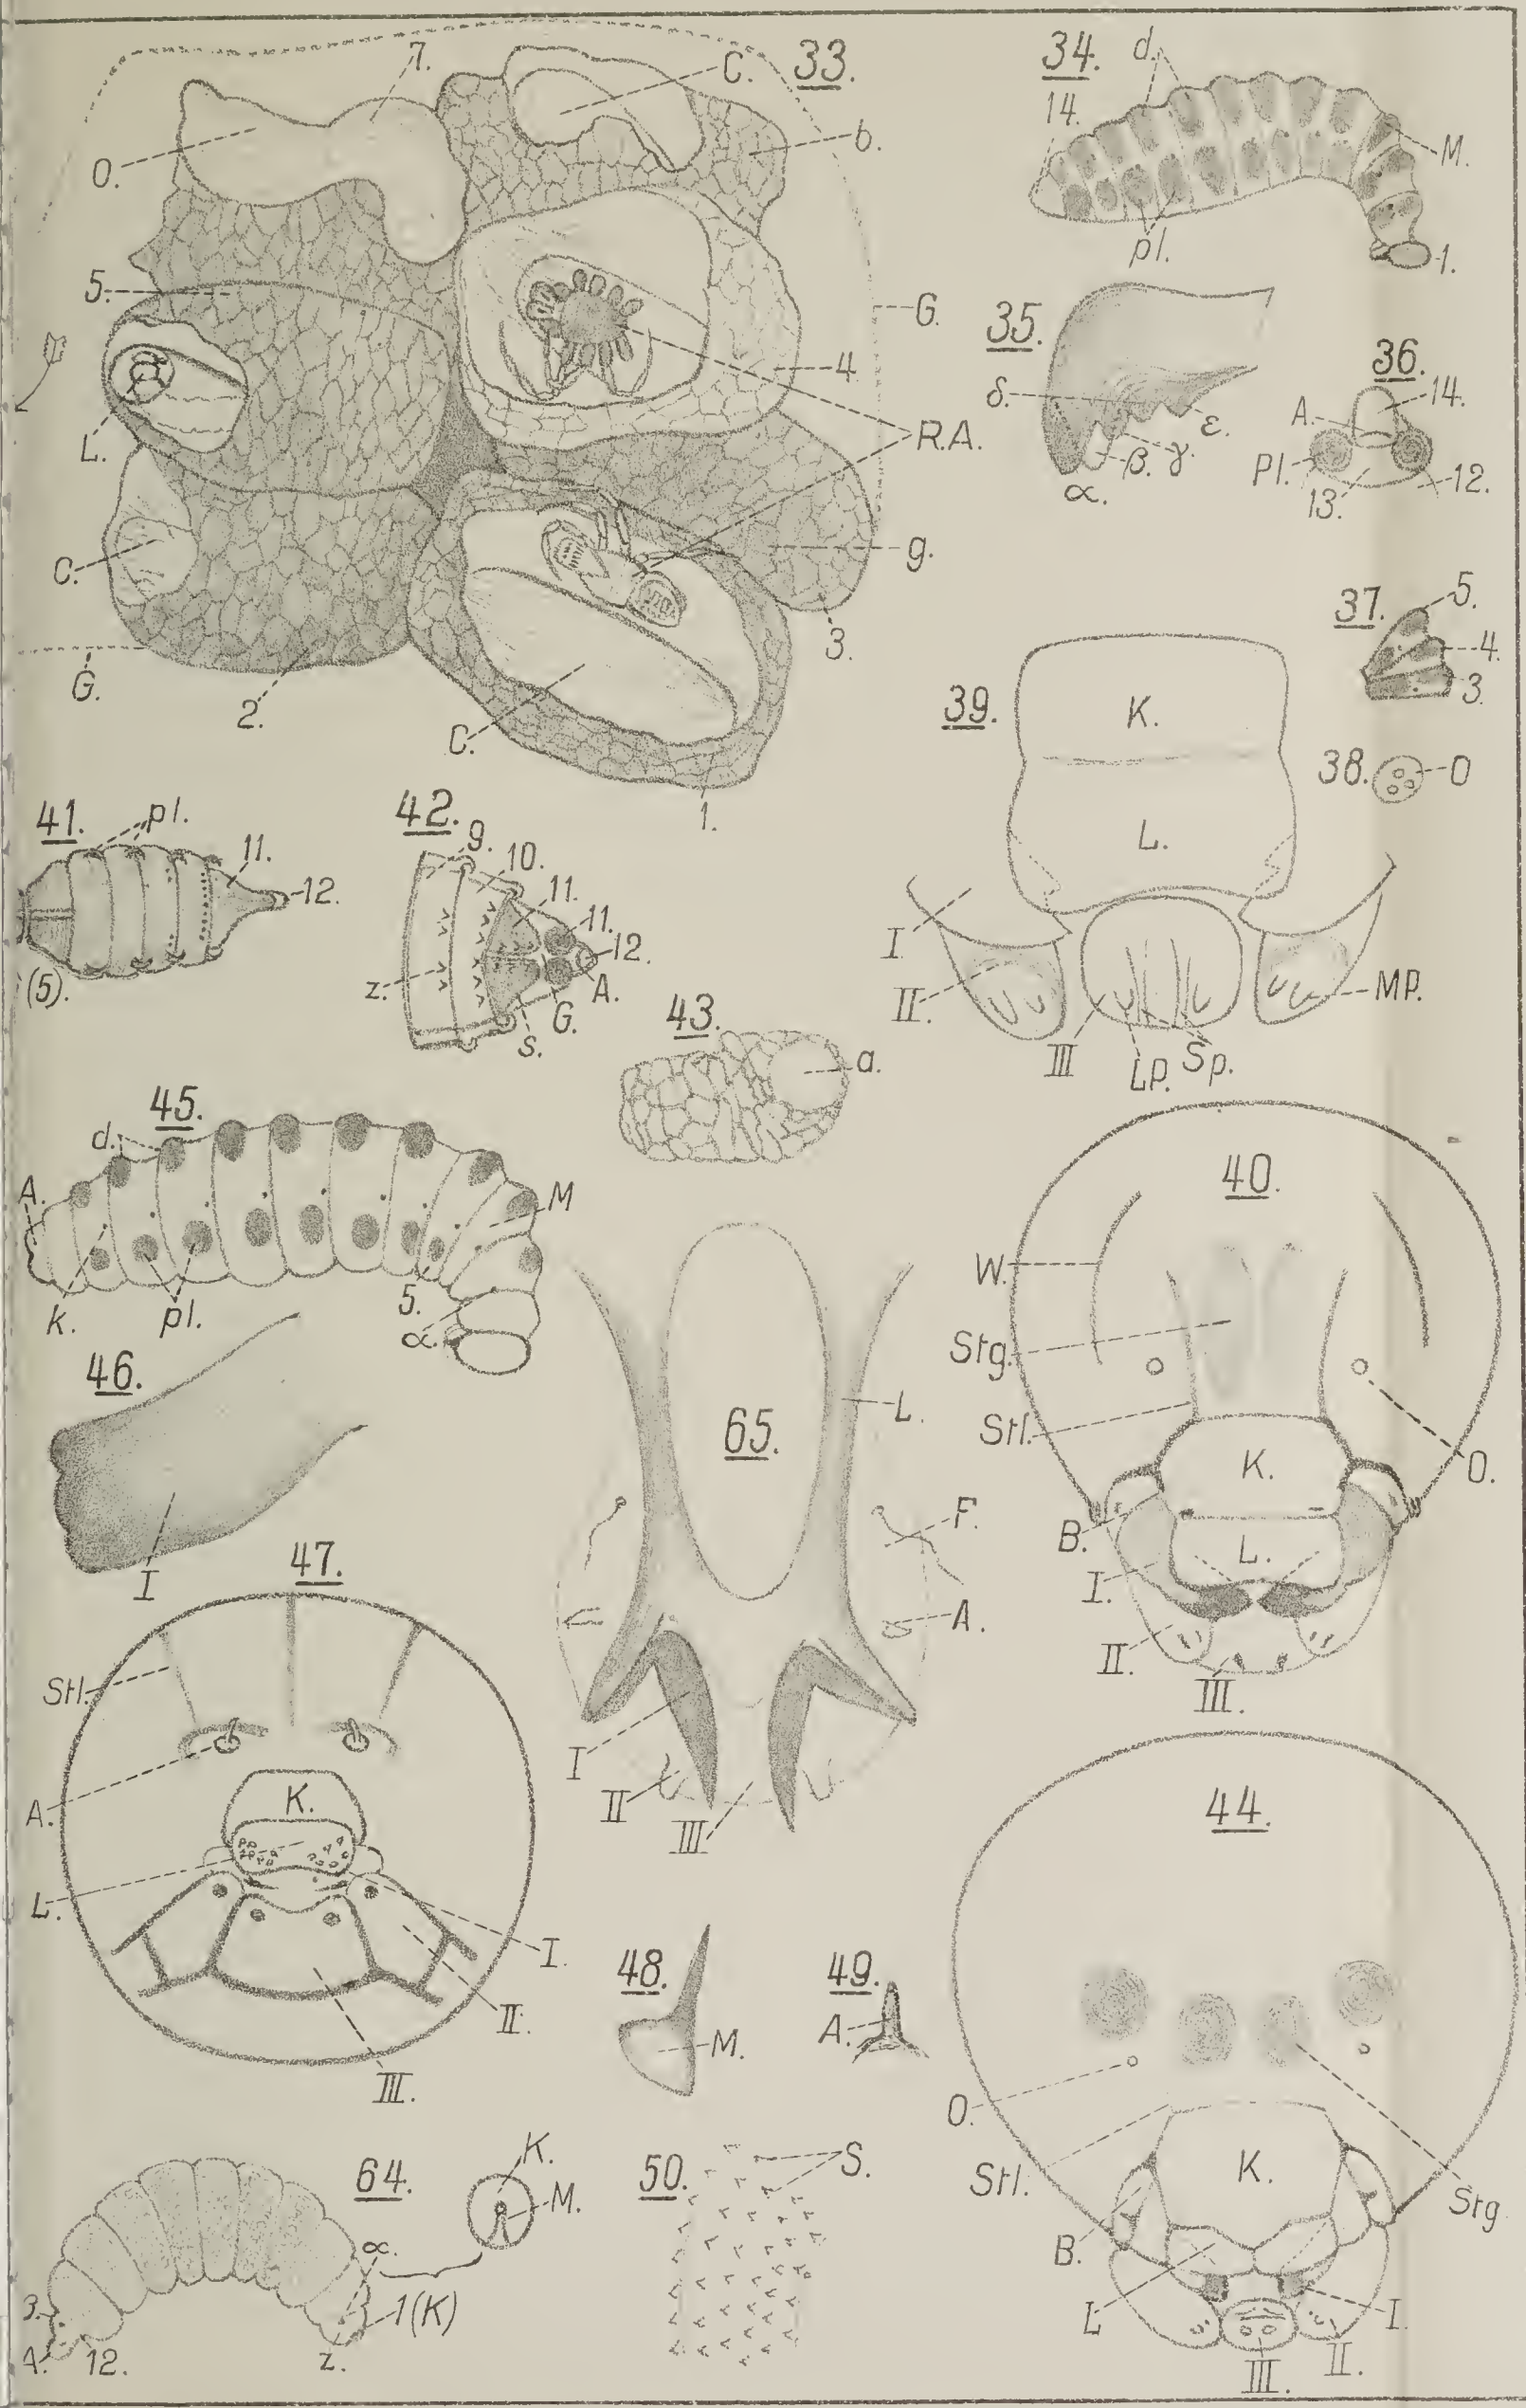 33.
7.
C.
O.
b.
5.
G.
4.
L.
R.A.
C.
g.
3.
G.
2.
C.
1.
34.
d.
14.
M.
pl.
1.
35.
δ.
ε.
γ.
β.
α.
36.
14.
A.
Pl.
12.
13.
37.
5.
4.
3.
38.
O
39.
K.
L.
I.
II.
MP.
III
Lp.
Sp.
41.
pl.
11.
12.
(5).
42.
9.
10.
11.
11.
12.
z.
A.
G.
s.
43.
a.
45.
d.
A.
M
k.
pl.
5.
α.
40.
W.
Stg.
Stl.
K.
O.
B.
L.
I.
II.
III.
46.
I
65.
L.
F.
A.
I
II
III.
47.
Stl.
A.
K.
L.
I.
II.
III.
48.
M.
49.
A.
44.
O.
Stl.
K.
Stg
B.
L
I.
II.
III.
64.
K.
M.
α.
3.
1(K)
A.
12.
z.
50.
S.